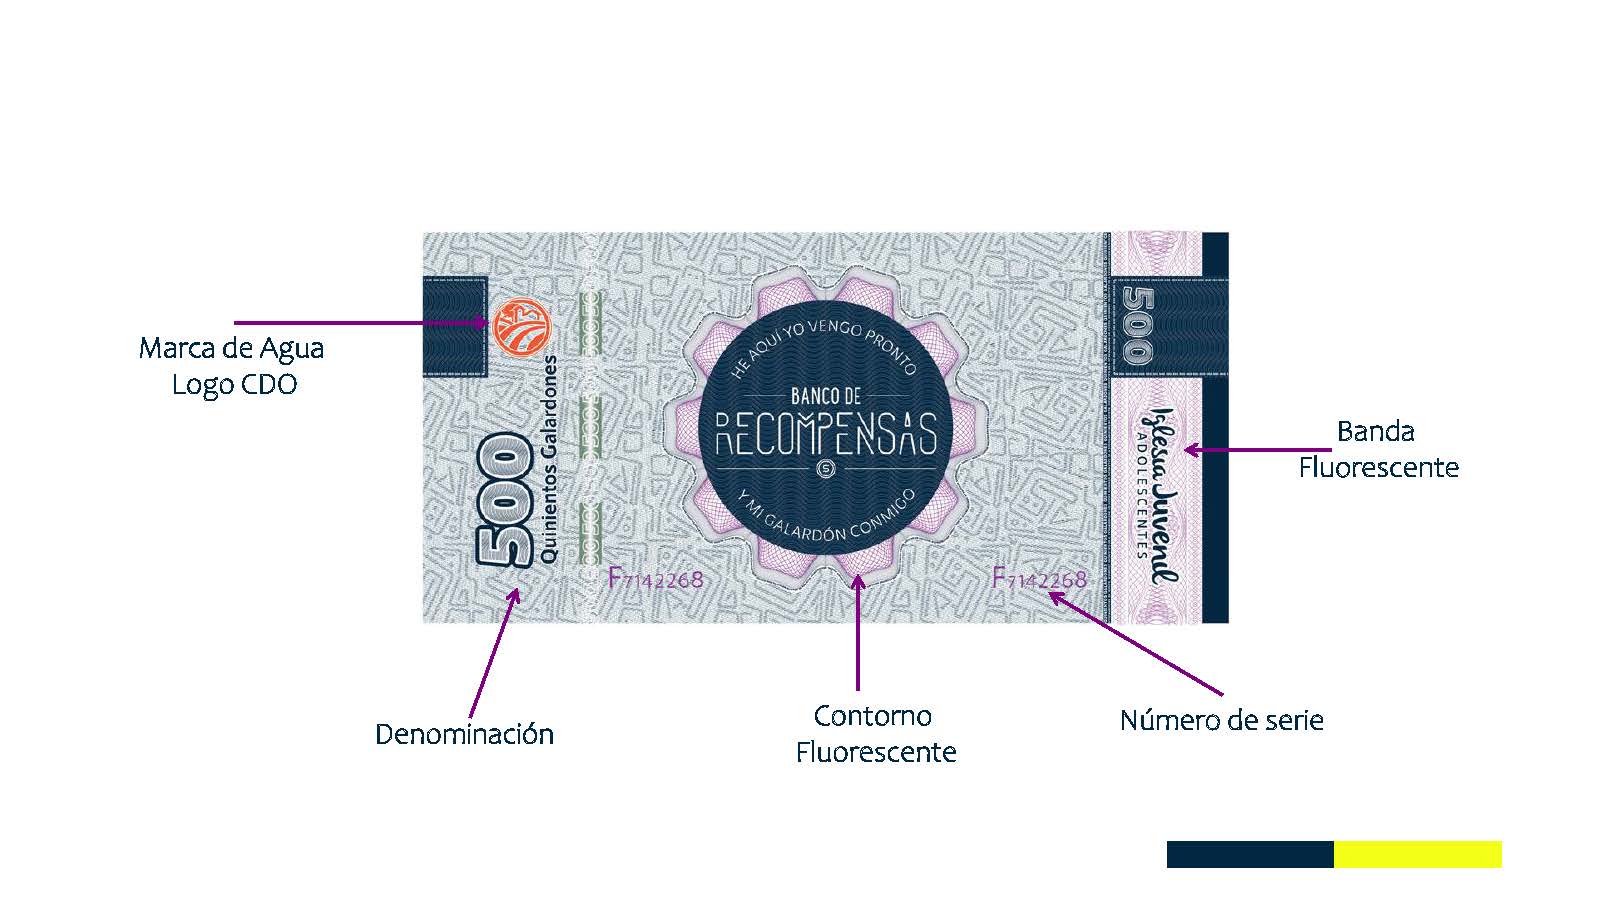 Marca de Agua
Logo CDO
500
Quinientos Galardones
HE AQUÍ YO VENGO PRONTO
BANCO DE
RECOMPENSAS
5
Y MI GALARDÓN CONMIGO
F7142268
F7142268
500
Iglesia Juvenil
ADOLESCENTES
Banda
Fluorescente
Denominación
Contorno
Fluorescente
Número de serie